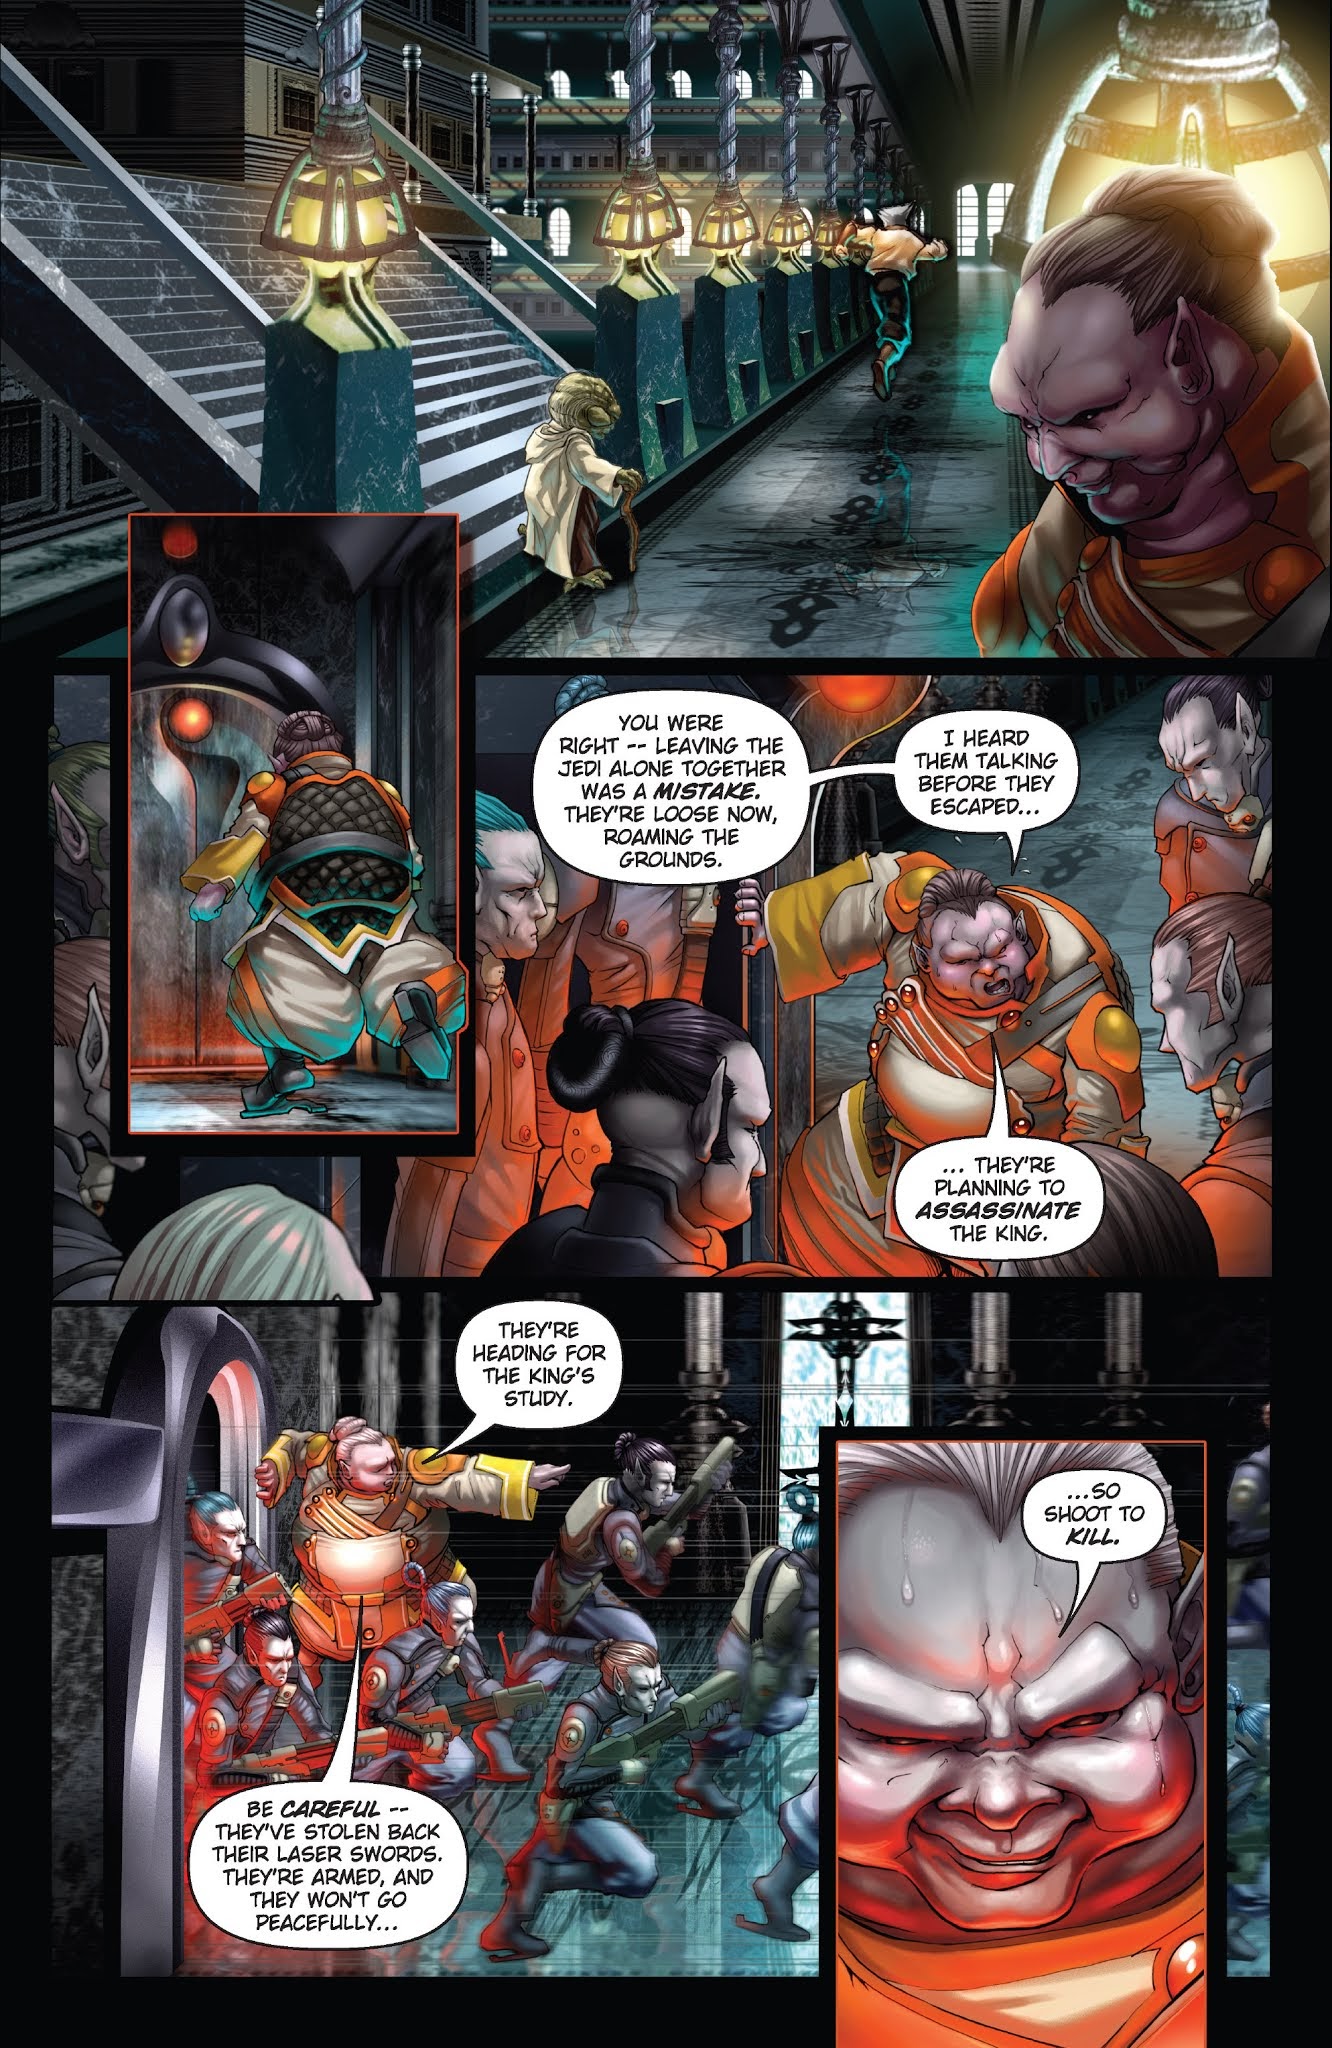 YOU WERE
RIGHT -- LEAVING THE
JEDI ALONE TOGETHER
WAS A MISTAKE.
THEY'RE LOOSE NOW,
ROAMING THE
GROUNDS.
I HEARD
THEM TALKING
BEFORE THEY
ESCAPED...
... THEY'RE
PLANNING TO
ASSASSINATE
THE KING.
THEY'RE
HEADING FOR
THE KING'S
STUDY.
BE CAREFUL --
THEY'VE STOLEN BACK
THEIR LASER SWORDS.
THEY'RE ARMED, AND
THEY WON'T GO
PEACEFULLY...
...SO
SHOOT TO
KILL.